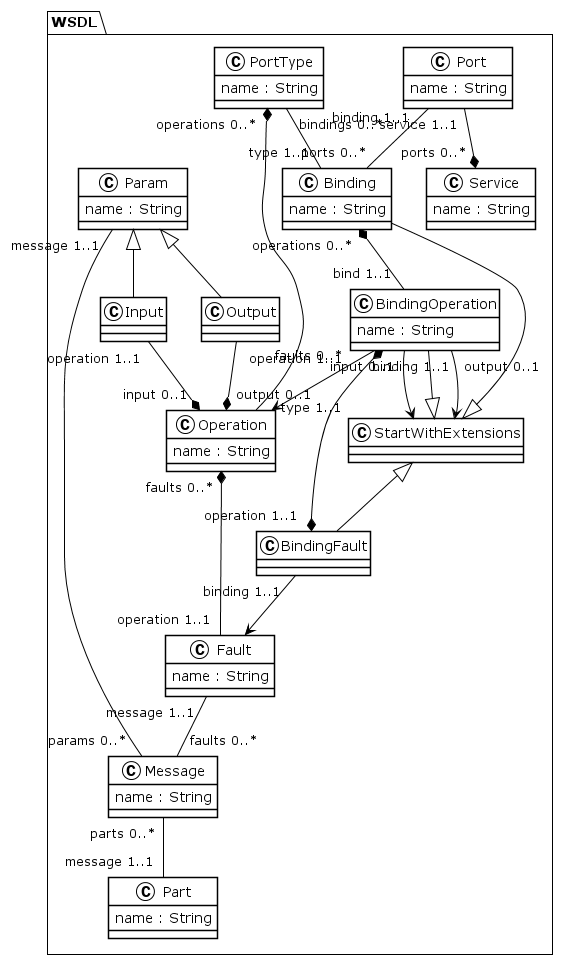 WSDL
C PortType
name : String
C Port
name : String
operations 0..*
bindings 0..*
binding 1..1
service 1..1
type 1..1
ports 0..*
ports 0..*
C Param
name : String
C Binding
name : String
C Service
name : String
message 1..1
operations 0..*
bind 1..1
C Input
C Output
C BindingOperation
name : String
operation 1..1
operation 1..1
faults 0..*
input 0..1
binding 1..1
output 0..1
input 0..1
output 0..1
type 1..1
C Operation
name : String
C StartWithExtensions
faults 0..*
operation 1..1
C BindingFault
binding 1..1
operation 1..1
C Fault
name : String
message 1..1
params 0..*
faults 0..*
C Message
name : String
parts 0..*
message 1..1
C Part
name : String